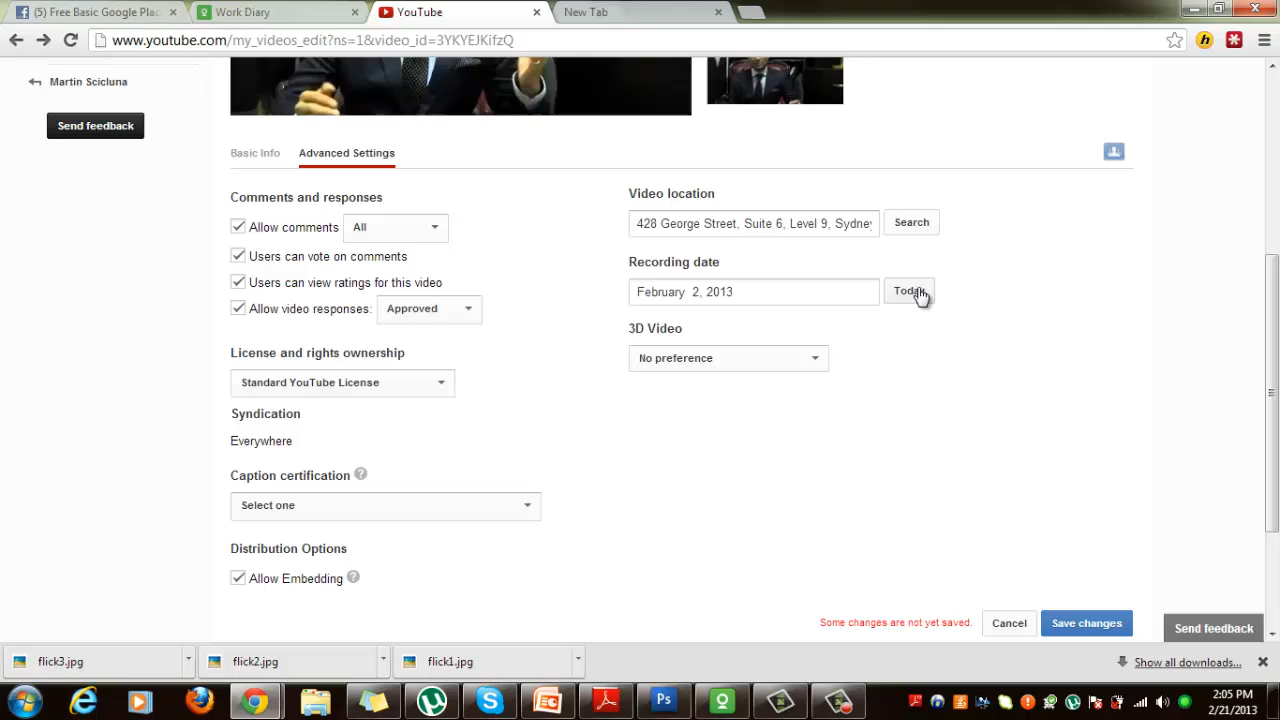 (5) Free Basic Google Plac
Work Diary
YouTube
New Tab
www.youtube.com/my_videos_edit?ns=1&video_id=3YKYEJKifzQ
Martin Scicluna
Send feedback
Basic Info
Advanced Settings
Comments and responses
Allow comments
All
Users can vote on comments
Users can view ratings for this video
Allow video responses:
Approved
License and rights ownership
Standard YouTube License
Syndication
Everywhere
Caption certification
Select one
Distribution Options
Allow Embedding
Video location
428 George Street, Suite 6, Level 9, Sydney
Search
Recording date
February 2, 2013
Today
3D Video
No preference
Some changes are not yet saved.
Cancel
Save changes
Send feedback
flick3.jpg
flick2.jpg
flick1.jpg
Show all downloads...
2:05 PM
2/21/2013